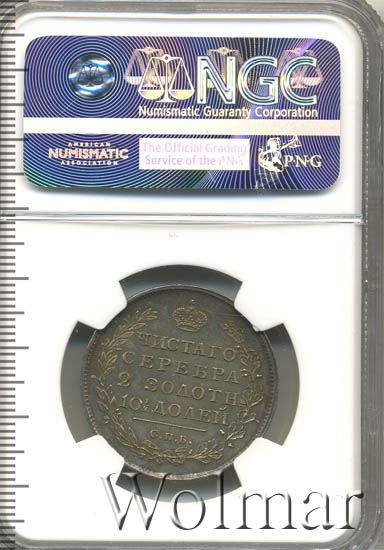 NGC
Numismatic Guaranty Corporation
AMERICAN
NUMISMATIC
ASSOCIATION
The Official Grading
Service of the ANA
PNG
ЧИСТАГО
СЕРЕБРА
2 ЗОЛОТН
10½ ДОЛЕЙ
С.П.Б.
Wolmar